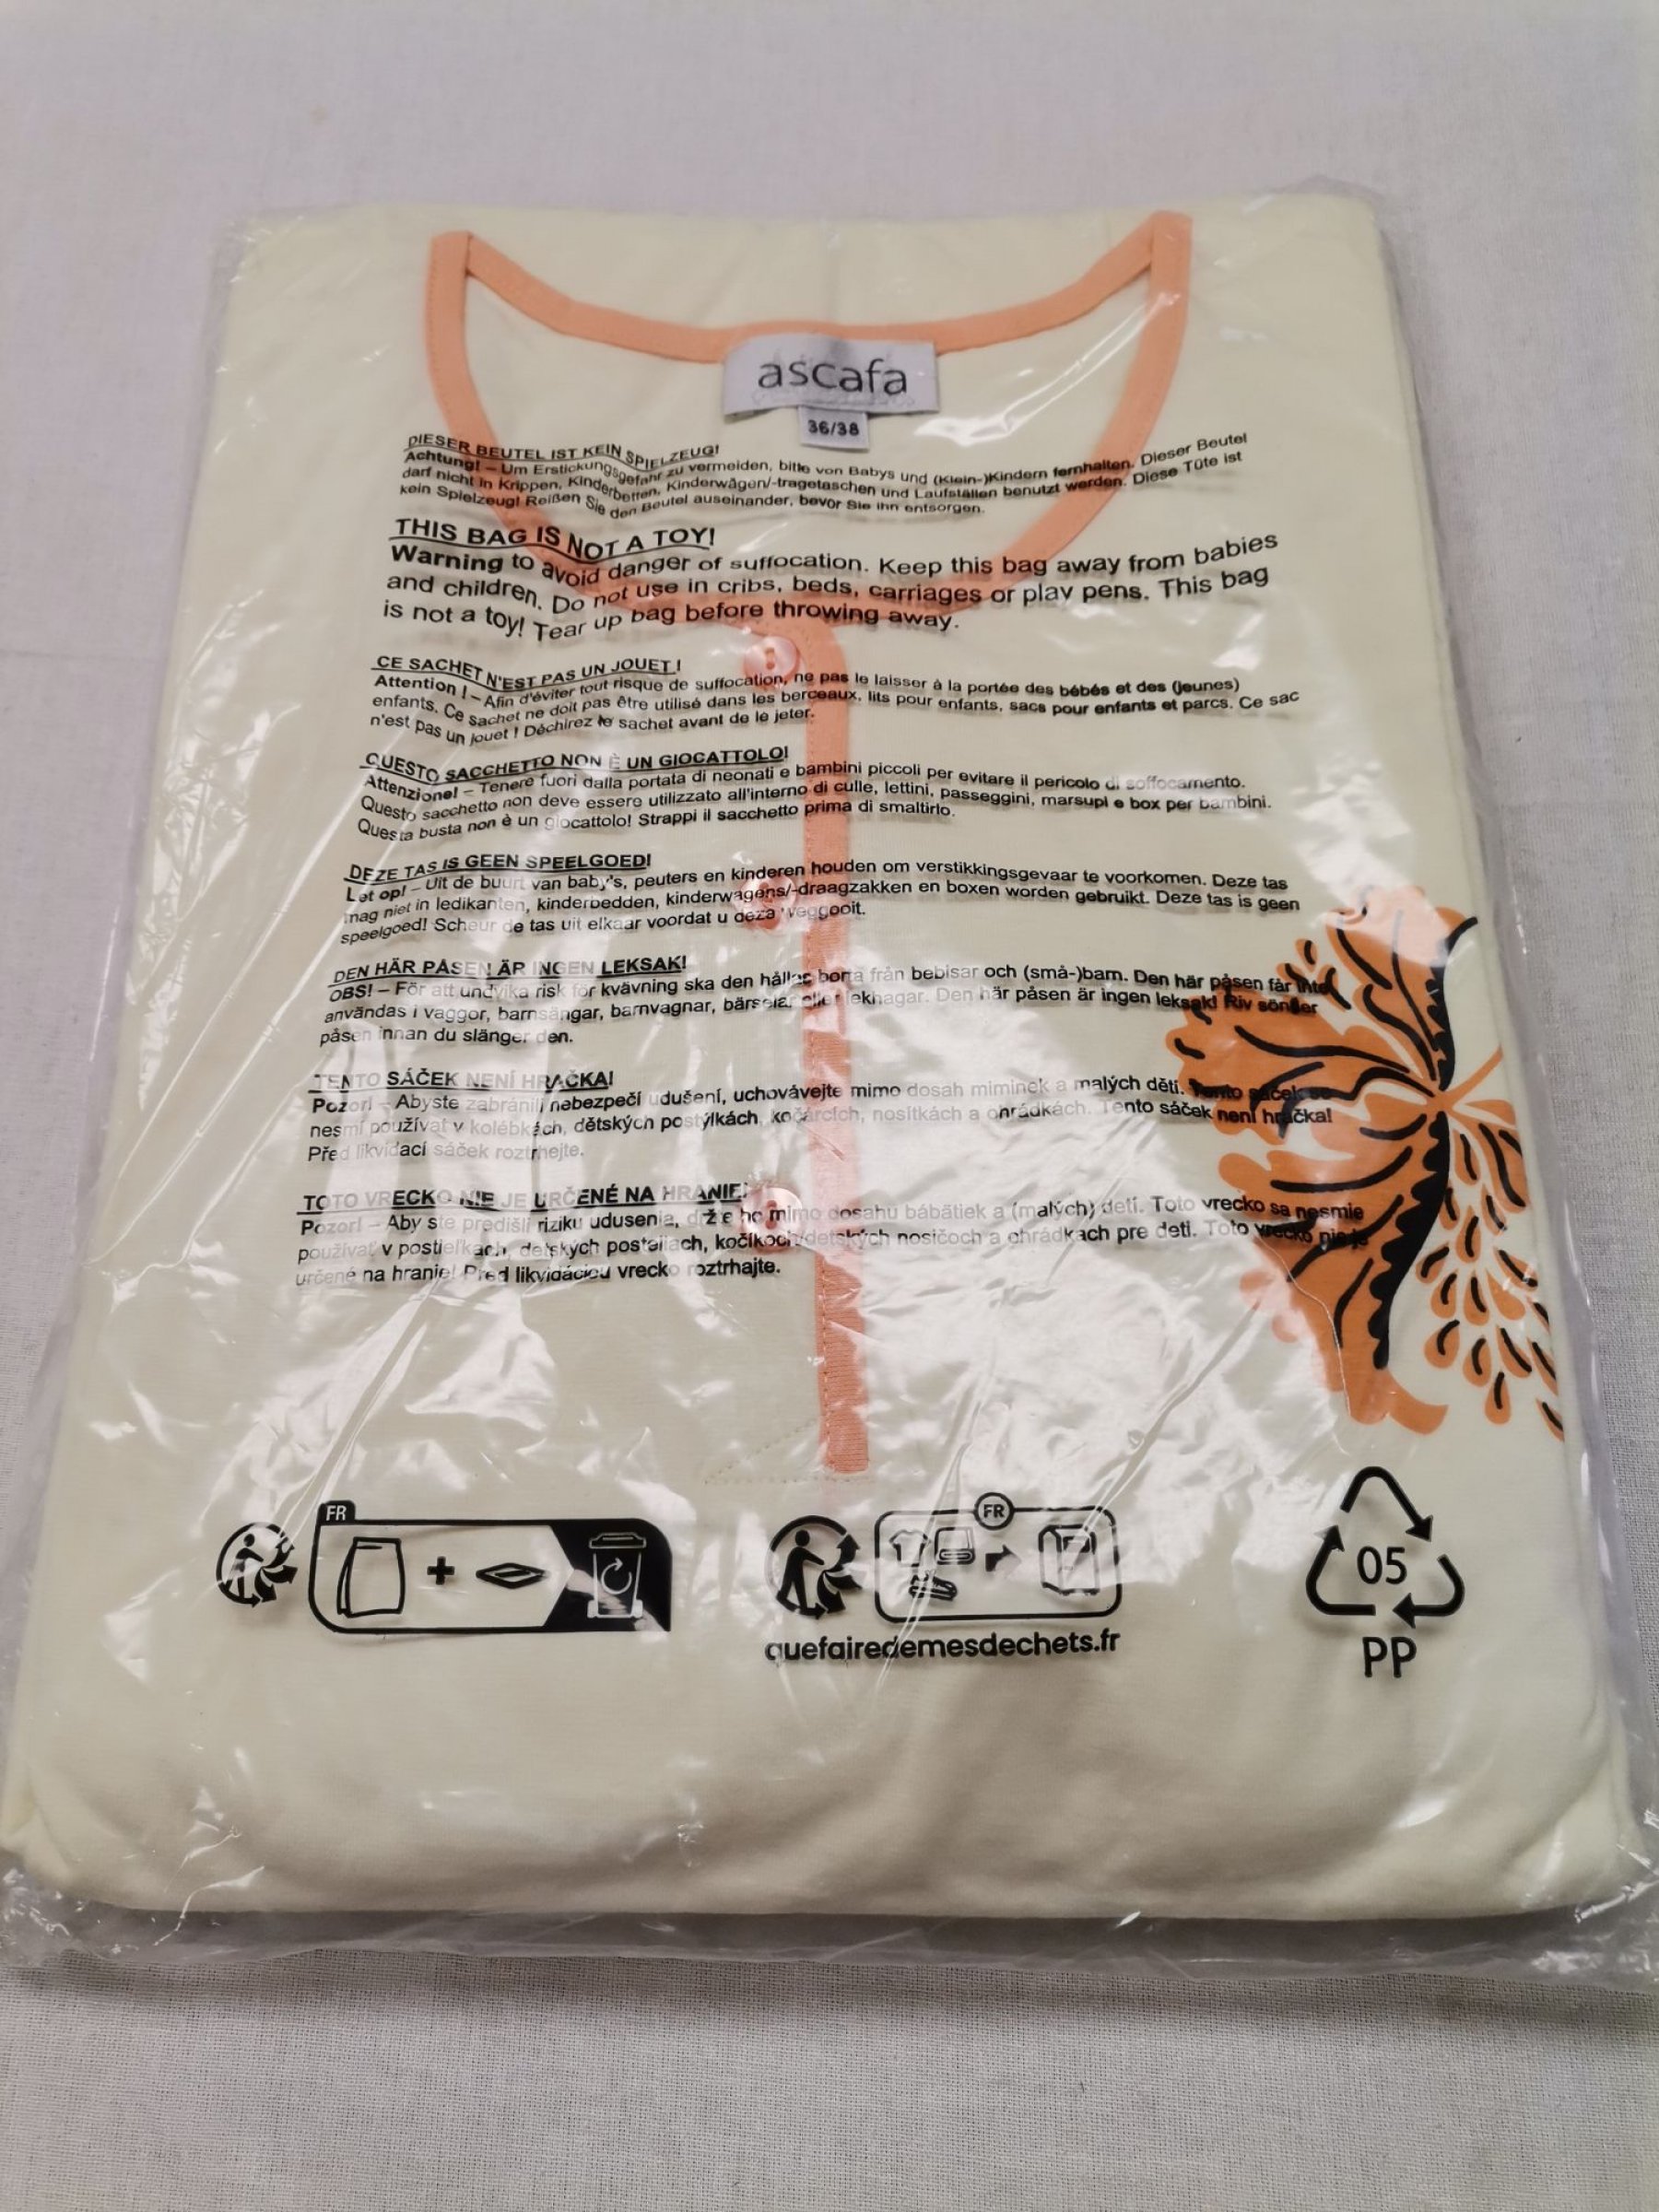 ascafa
36/38
DIESER BEUTEL IST KEIN SPIELZEUG!
Achtung! – Um Erstickungsgefahr zu vermeiden, bitte von Babys und (Klein-)Kindern fernhalten. Dieser Beutel
darf nicht in Krippen, Kinderbetten, Kinderwägen/-tragetaschen und Laufställen benutzt werden. Diese Tüte ist
kein Spielzeug! Reißen Sie den Beutel auseinander, bevor Sie ihn entsorgen.
THIS BAG IS NOT A TOY!
Warning to avoid danger of suffocation. Keep this bag away from babies
and children. Do not use in cribs, beds, carriages or play pens. This bag
is not a toy! Tear up bag before throwing away.
CE SACHET N'EST PAS UN JOUET !
Attention ! – Afin d'éviter tout risque de suffocation, ne pas le laisser à la portée des bébés et des (jeunes)
enfants. Ce sachet ne doit pas être utilisé dans les berceaux, lits pour enfants, sacs pour enfants et parcs. Ce sac
n'est pas un jouet ! Déchirez le sachet avant de le jeter.
QUESTO SACCHETTO NON È UN GIOCATTOLO!
Attenzione! – Tenere fuori dalla portata di neonati e bambini piccoli per evitare il pericolo di soffocamento.
Questo sacchetto non deve essere utilizzato all'interno di culle, lettini, passeggini, marsupi e box per bambini.
Questa busta non è un giocattolo! Strappi il sacchetto prima di smaltirlo.
DEZE TAS IS GEEN SPEELGOED!
Let op! – Uit de buurt van baby's, peuters en kinderen houden om verstikkingsgevaar te voorkomen. Deze tas
mag niet in ledikanten, kinderbedden, kinderwagens/-draagzakken en boxen worden gebruikt. Deze tas is geen
speelgoed! Scheur de tas uit elkaar voordat u deze weggooit.
DEN HÄR PÅSEN ÄR INGEN LEKSAK!
OBS! – För att undvika risk för kvävning ska den hållas borta från bebisar och (små-)barn. Den här påsen får inte
användas i vaggor, barnsängar, barnvagnar, bärselar eller lekhagar. Den här påsen är ingen leksak! Riv sönder
påsen innan du slänger den.
TENTO SÁČEK NENÍ HRAČKA!
Pozor! – Abyste zabránili nebezpečí udušení, uchovávejte mimo dosah miminek a malých dětí. Tento sáček se
nesmí používat v kolébkách, dětských postýlkách, kočárcích, nosítkách a ohrádkách. Tento sáček není hračka!
Před likvidací sáček roztrhejte.
TOTO VRECKO NIE JE URČENÉ NA HRANIE!
Pozor! – Aby ste predišli riziku udusenia, držte ho mimo dosahu bábätiek a (malých) detí. Toto vrecko sa nesmie
používať v postieľkach, detských posteliach, kočíkoch/detských nosičoch a ohrádkach pre deti. Toto vrecko nie je
určené na hranie! Pred likvidáciou vrecko roztrhajte.
FR
+
FR
quefairedemesdechets.fr
05
PP